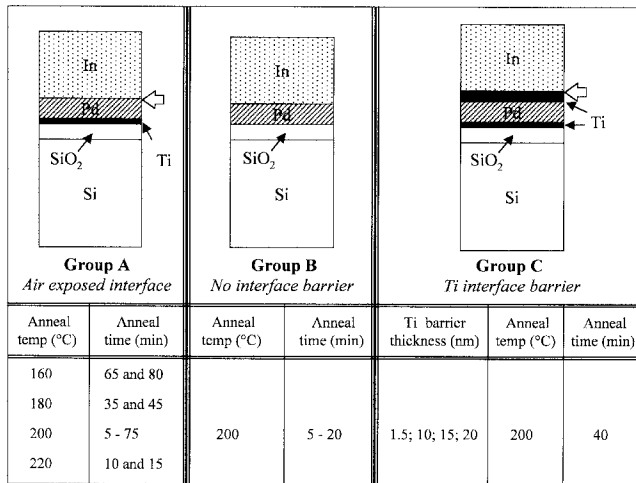 In
Pd
Ti
SiO₂
Si
Group A
Air exposed interface
In
Pd
SiO₂
Si
Group B
No interface barrier
In
Pd
Ti
SiO₂
Si
Group C
Ti interface barrier
Anneal temp (°C)
Anneal time (min)
Anneal temp (°C)
Anneal time (min)
Ti barrier thickness (nm)
Anneal temp (°C)
Anneal time (min)
160
65 and 80
180
35 and 45
200
5 - 75
200
5 - 20
1.5; 10; 15; 20
200
40
220
10 and 15